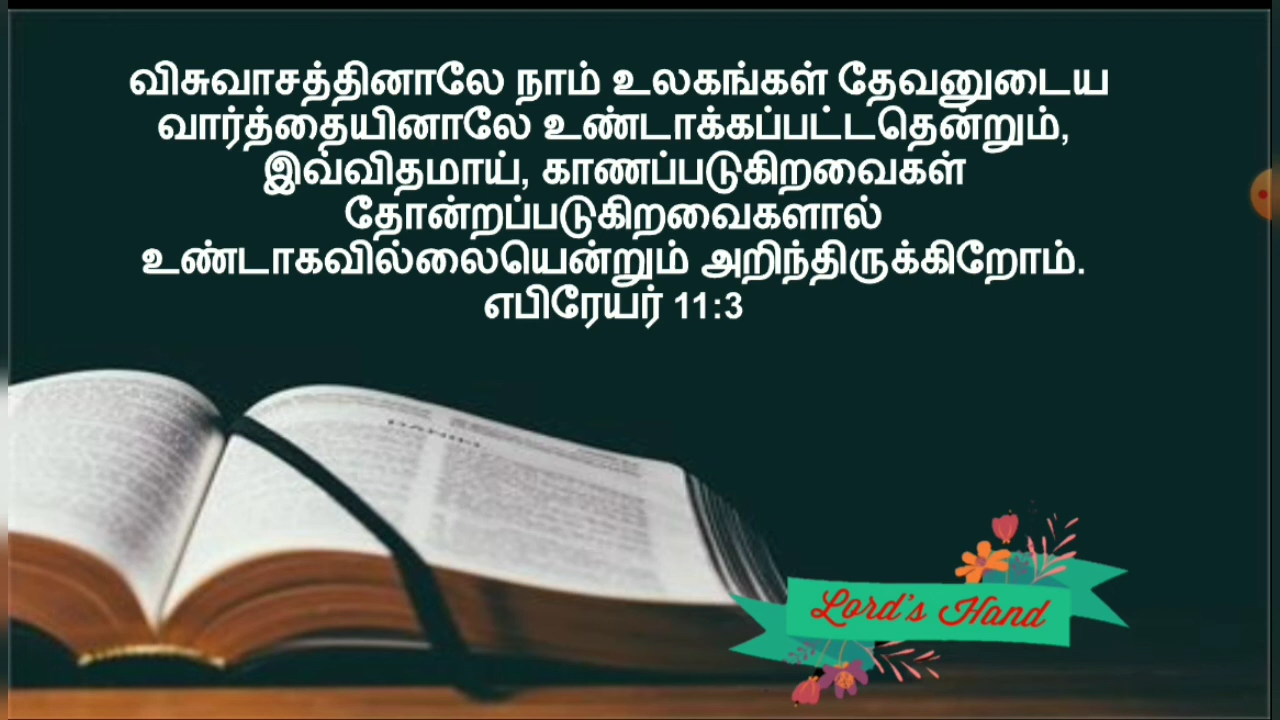 விசுவாசத்தினாலே நாம் உலகங்கள் தேவனுடைய
வார்த்தையினாலே உண்டாக்கப்பட்டதென்றும்,
இவ்விதமாய், காணப்படுகிறவைகள்
தோன்றப்படுகிறவைகளால்
உண்டாகவில்லையென்றும் அறிந்திருக்கிறோம்.
எபிரேயர் 11:3
DANIEL
Lord's Hand